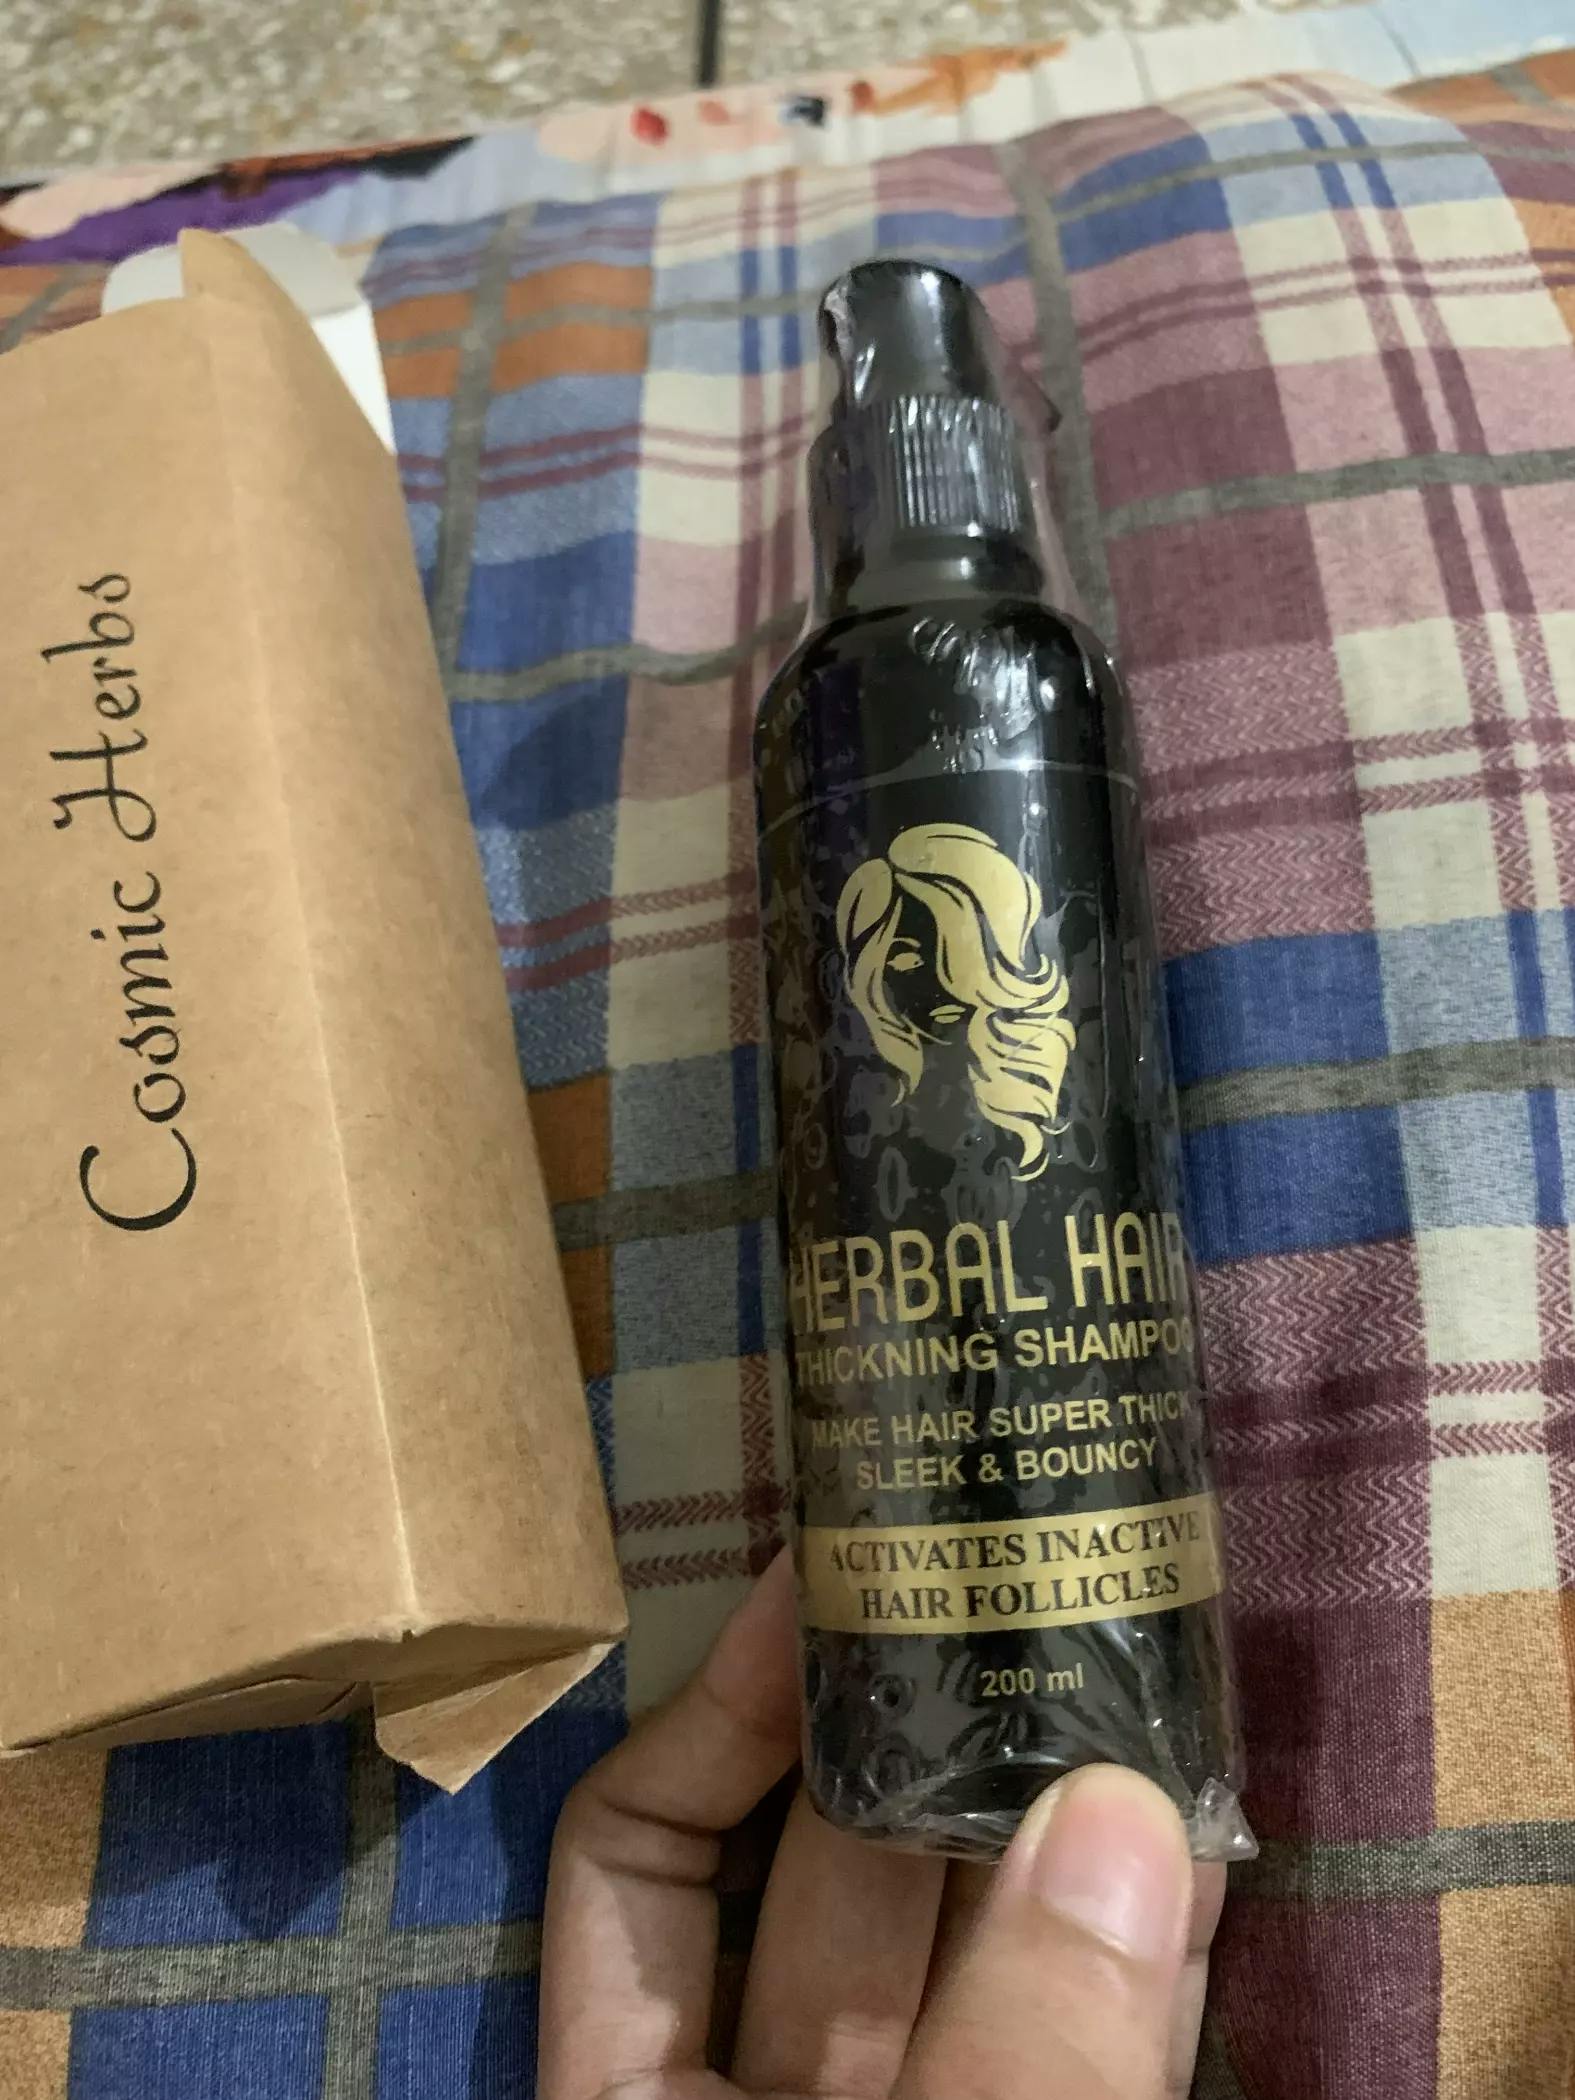 Cosmic Herbs
HERBAL HAIR
THICKNING SHAMPOO
MAKE HAIR SUPER THICK
SLEEK & BOUNCY
ACTIVATES INACTIVE
HAIR FOLLICLES
200 ml